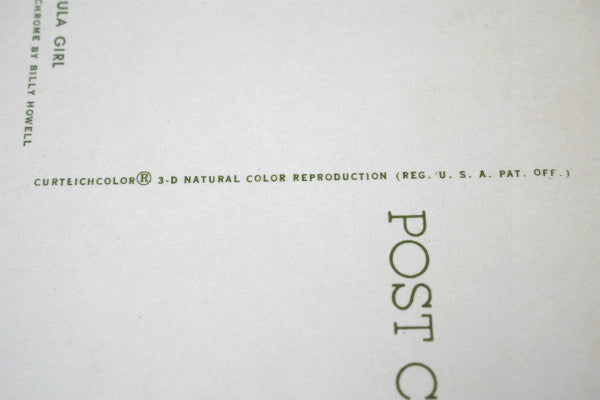 ULA GIRL
CHROME BY BILLY HOWELL
CURTEICHCOLOR® 3-D NATURAL COLOR REPRODUCTION (REG. U. S. A. PAT. OFF.)
POST C